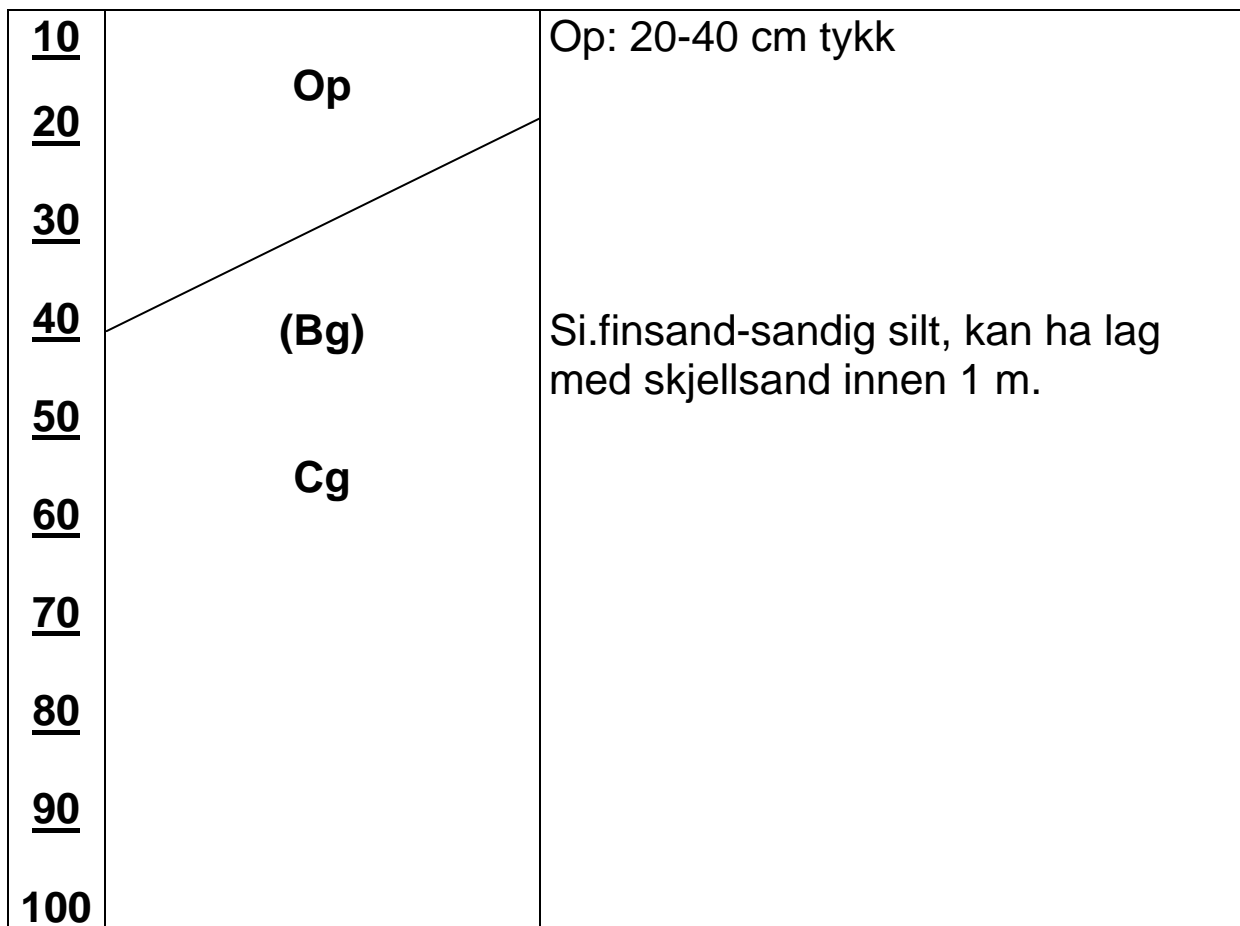 10
Op: 20-40 cm tykk
Op
20
30
40
(Bg)
Si.finsand-sandig silt, kan ha lag
med skjellsand innen 1 m.
50
Cg
60
70
80
90
100